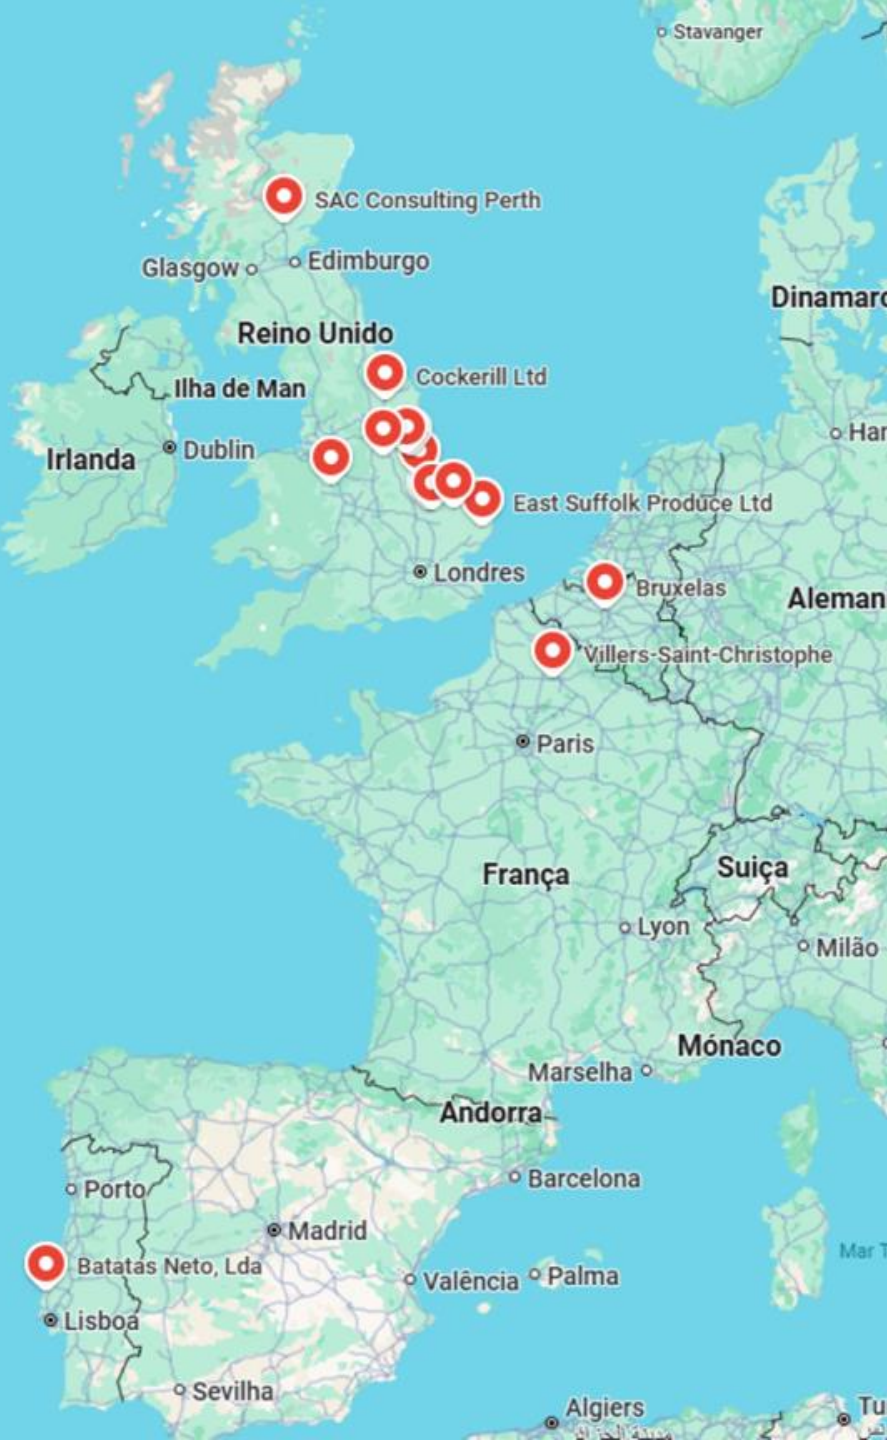 Stavanger
SAC Consulting Perth
Glasgow
Edimburgo
Dinamarc
Reino Unido
Cockerill Ltd
Ilha de Man
Har
Dublin
Irlanda
East Suffolk Produce Ltd
Londres
Bruxelas
Aleman
Villers-Saint-Christophe
Paris
Suíça
França
Lyon
Milão
Mónaco
Marselha
Andorra
Barcelona
Porto
Madrid
Mar T
Batatas Neto, Lda
Palma
Valência
Lisboa
Sevilha
Algiers
Tu